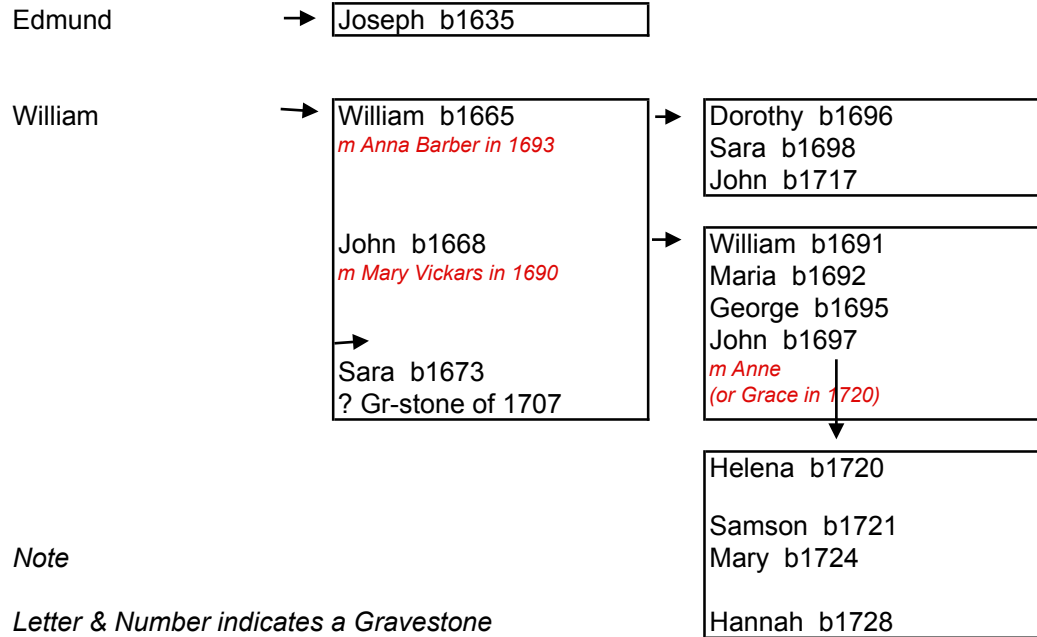 Edmund
Joseph b1635
William
William b1665
m Anna Barber in 1693
John b1668
m Mary Vickars in 1690
Sara b1673
? Gr-stone of 1707
Dorothy b1696
Sara b1698
John b1717
William b1691
Maria b1692
George b1695
John b1697
m Anne
(or Grace in 1720)
Helena b1720
Samson b1721
Mary b1724
Hannah b1728
Note
Letter & Number indicates a Gravestone